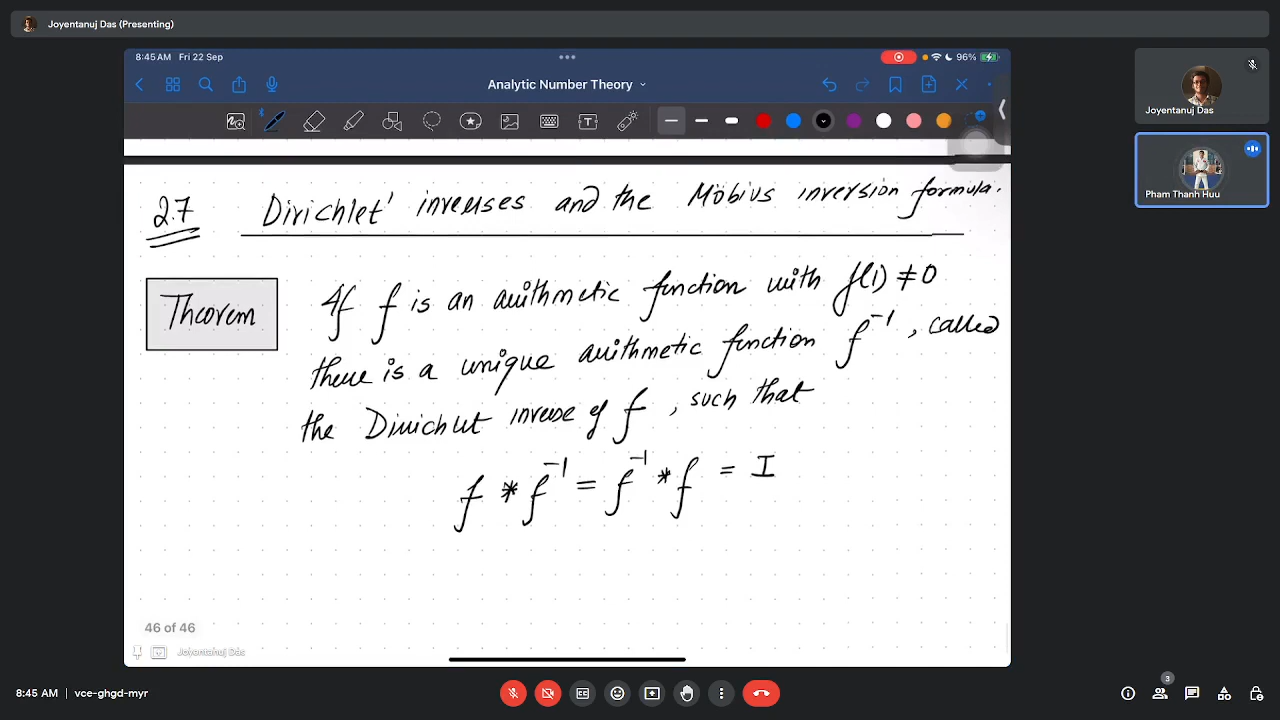 Joyentanuj Das (Presenting)
8:45 AM Fri 22 Sep
96%
Analytic Number Theory
2.7 Dirichlet' inverses and the Möbius inversion formula.
Theorem
If f is an arithmetic function with f(1) ≠ 0
there is a unique arithmetic function f⁻¹, called
the Dirichlet inverse of f, such that
f * f⁻¹ = f⁻¹ * f = I
46 of 46
Joyentanuj Das
Joyentanuj Das
Pham Thanh Huu
8:45 AM | vce-ghgd-myr
3